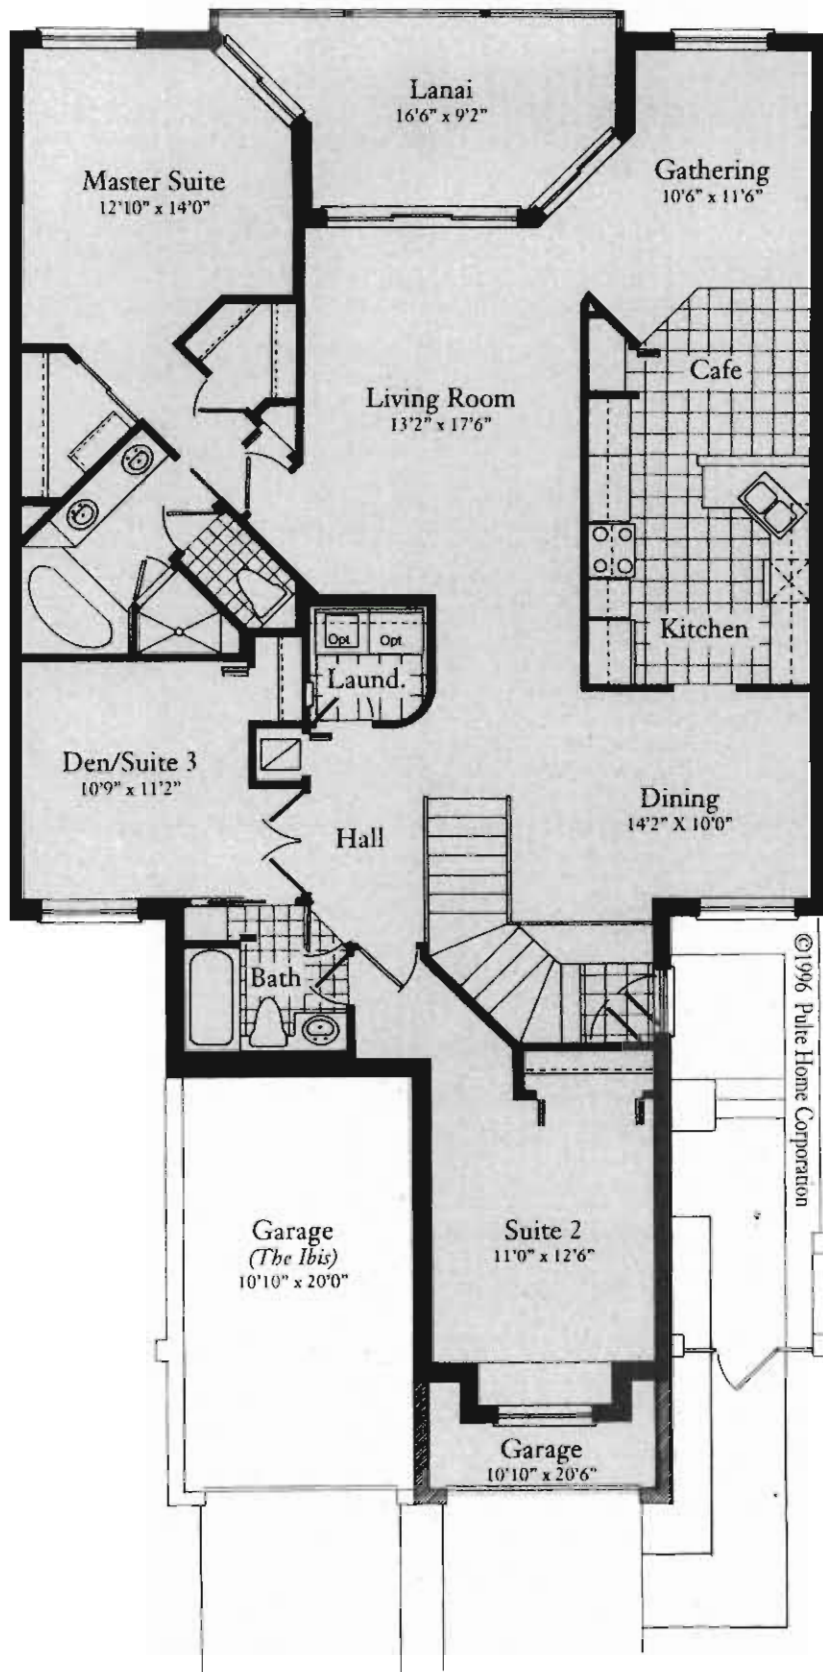 Lanai
16'6" x 9'2"
Master Suite
12'10" x 14'0"
Gathering
10'6" x 11'6"
Cafe
Living Room
13'2" x 17'6"
Kitchen
Opt
Opt
Laund.
Den/Suite 3
10'9" x 11'2"
Dining
14'2" X 10'0"
Hall
Bath
©1996 Pulte Home Corporation
Garage
(The Ibis)
10'10" x 20'0"
Suite 2
11'0" x 12'6"
Garage
10'10" x 20'6"